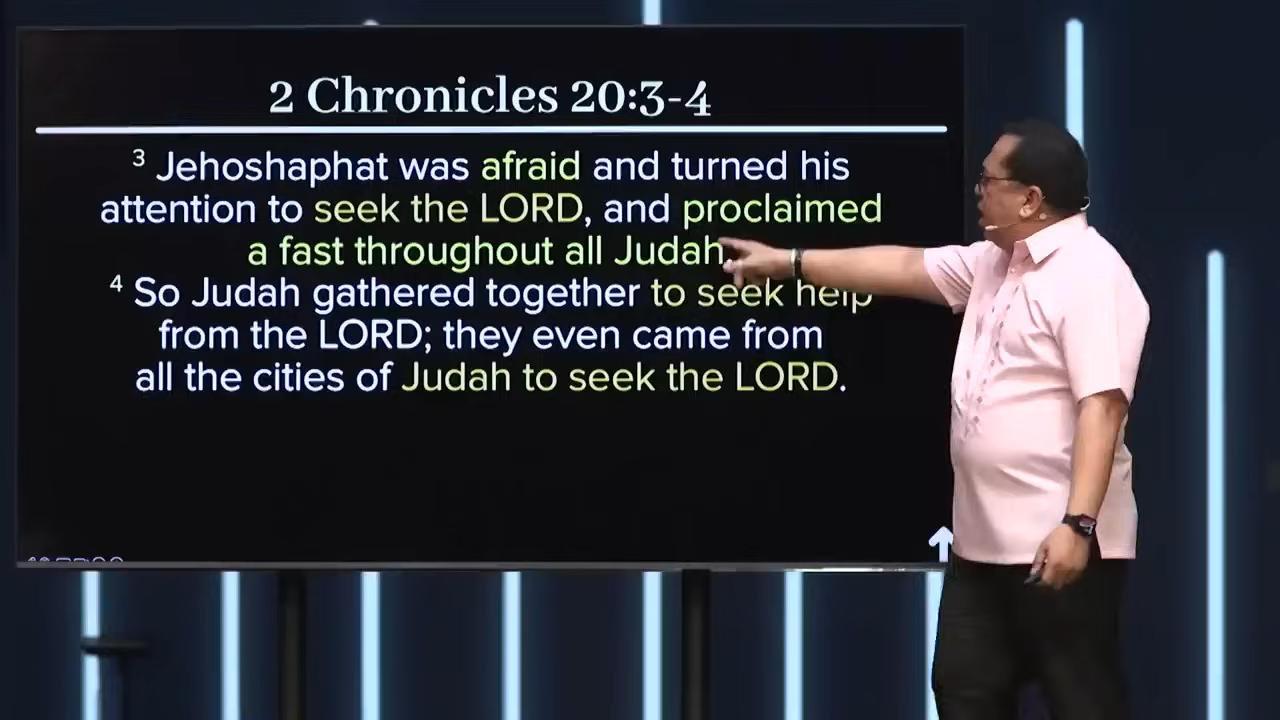 2 Chronicles 20:3-4
3 Jehoshaphat was afraid and turned his
attention to seek the LORD, and proclaimed
a fast throughout all Judah.
4 So Judah gathered together to seek help
from the LORD; they even came from
all the cities of Judah to seek the LORD.